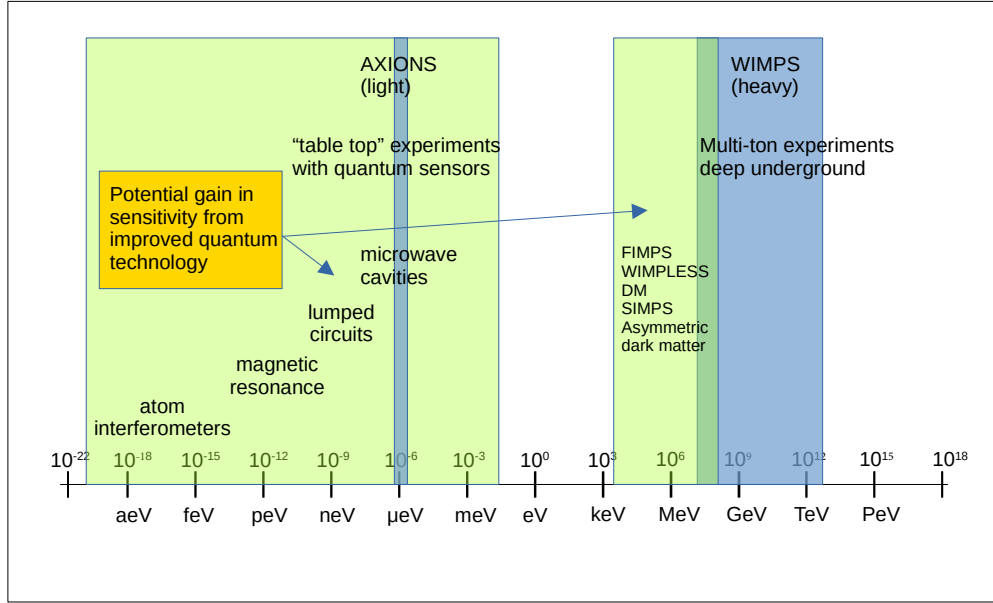 AXIONS
(light)
WIMPS
(heavy)
“table top” experiments
with quantum sensors
Multi-ton experiments
deep underground
Potential gain in
sensitivity from
improved quantum
technology
microwave
cavities
FIMPS
WIMPLESS
DM
SIMPS
Asymmetric
dark matter
lumped
circuits
magnetic
resonance
atom
interferometers
10⁻²² 10⁻¹⁸ 10⁻¹⁵ 10⁻¹² 10⁻⁹ 10⁻⁶ 10⁻³ 10⁰ 10³ 10⁶ 10⁹ 10¹² 10¹⁵ 10¹⁸
aeV feV peV neV μeV meV eV keV MeV GeV TeV PeV